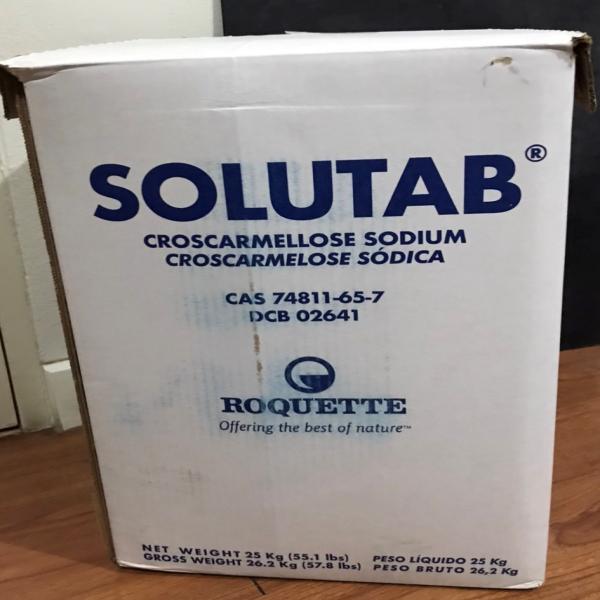 SOLUTAB®
CROSCARMELLOSE SODIUM
CROSCARMELOSE SÓDICA
CAS 74811-65-7
DCB 02641
ROQUETTE
Offering the best of nature™
NET WEIGHT 25 Kg (55.1 lbs) PESO LÍQUIDO 25 Kg
GROSS WEIGHT 26.2 Kg (57.8 lbs) PESO BRUTO 26,2 Kg